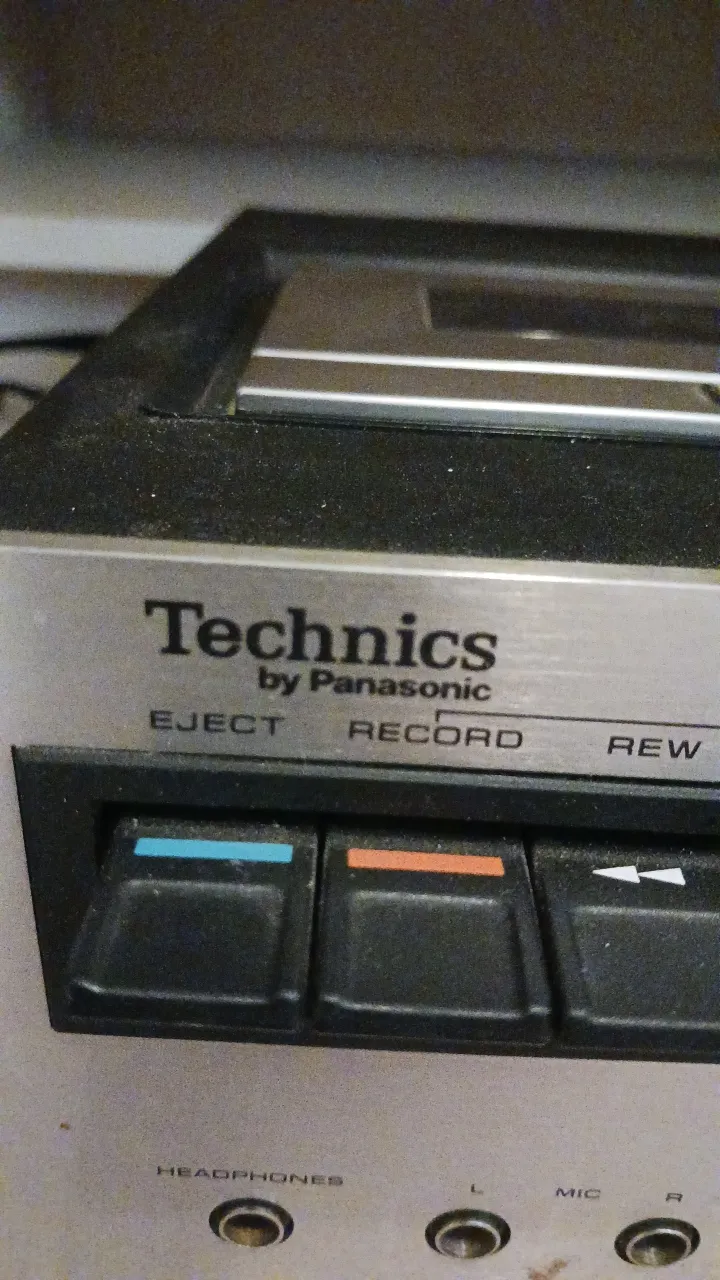 Technics
by Panasonic
EJECT RECORD REW
HEADPHONES L MIC R